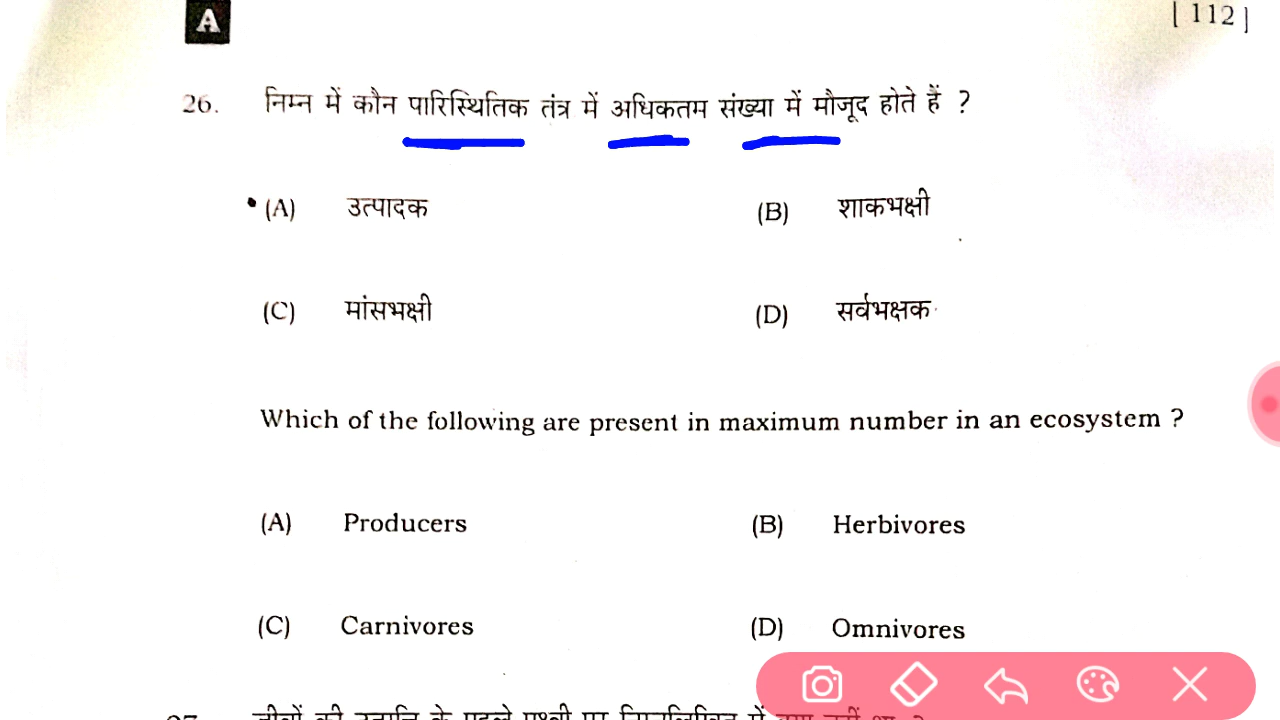 A
[ 112 ]
26. निम्न में कौन पारिस्थितिक तंत्र में अधिकतम संख्या में मौजूद होते हैं ?
(A) उत्पादक (B) शाकभक्षी
(C) मांसभक्षी (D) सर्वभक्षक
Which of the following are present in maximum number in an ecosystem ?
(A) Producers (B) Herbivores
(C) Carnivores (D) Omnivores